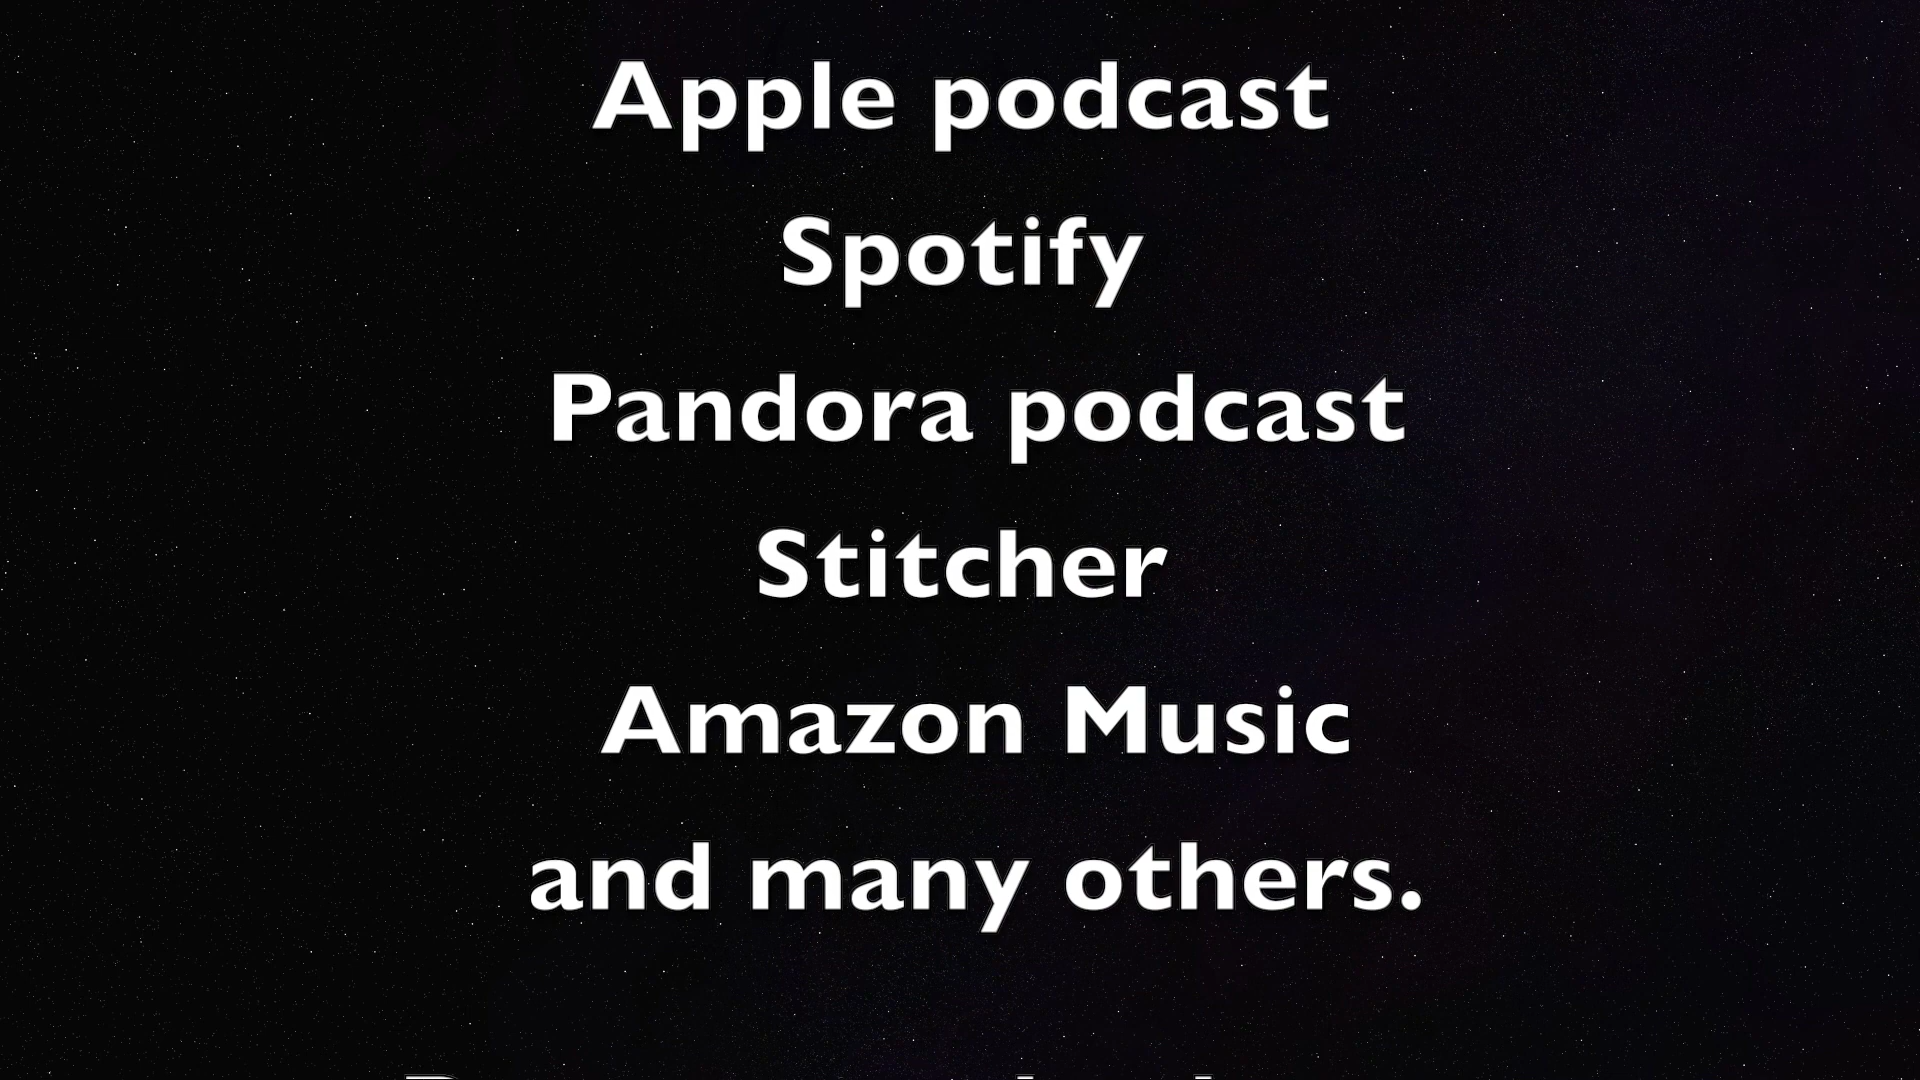 Apple podcast
Spotify
Pandora podcast
Stitcher
Amazon Music
and many others.